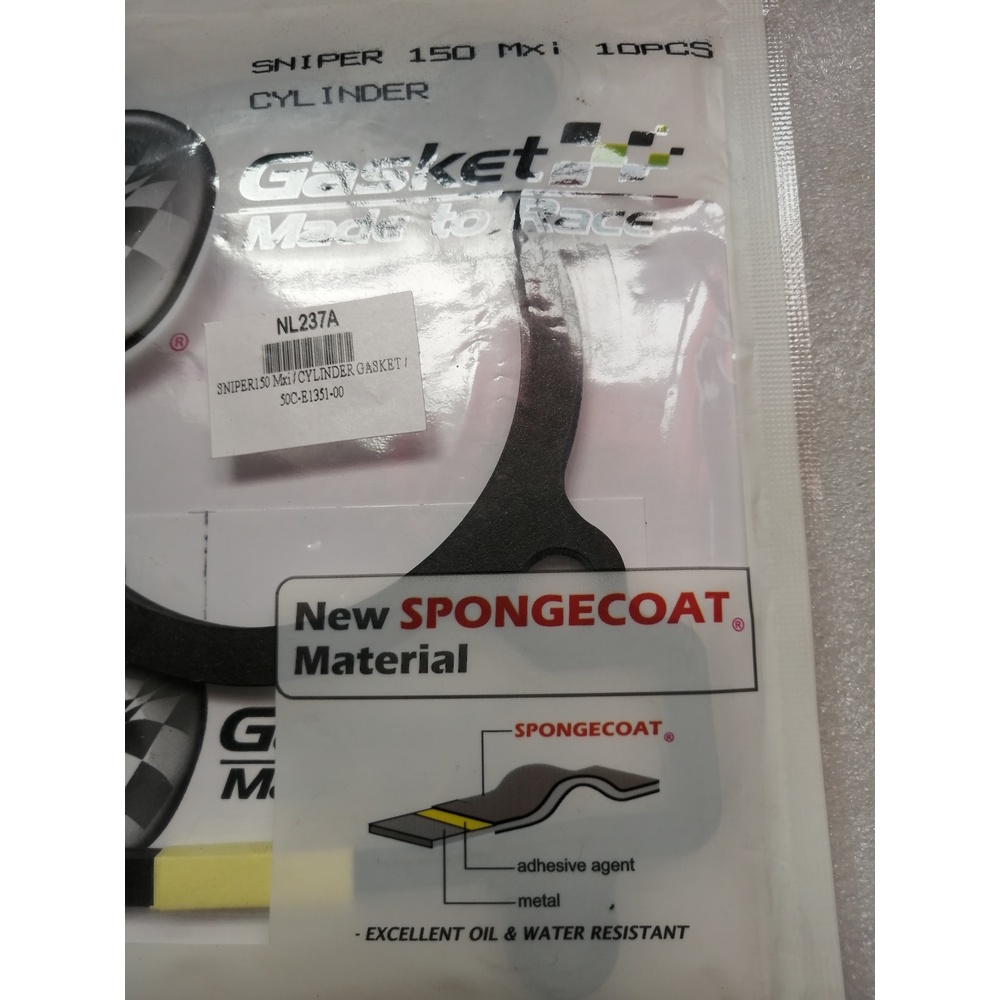 SNIPER 150 Mxi 10PCS
CYLINDER
Gasket
Made to Race
®
NL237A
SNIPER150 Mxi / CYLINDER GASKET /
50C-E1351-00
New SPONGECOAT®
Material
G
M
SPONGECOAT®
adhesive agent
metal
- EXCELLENT OIL & WATER RESISTANT